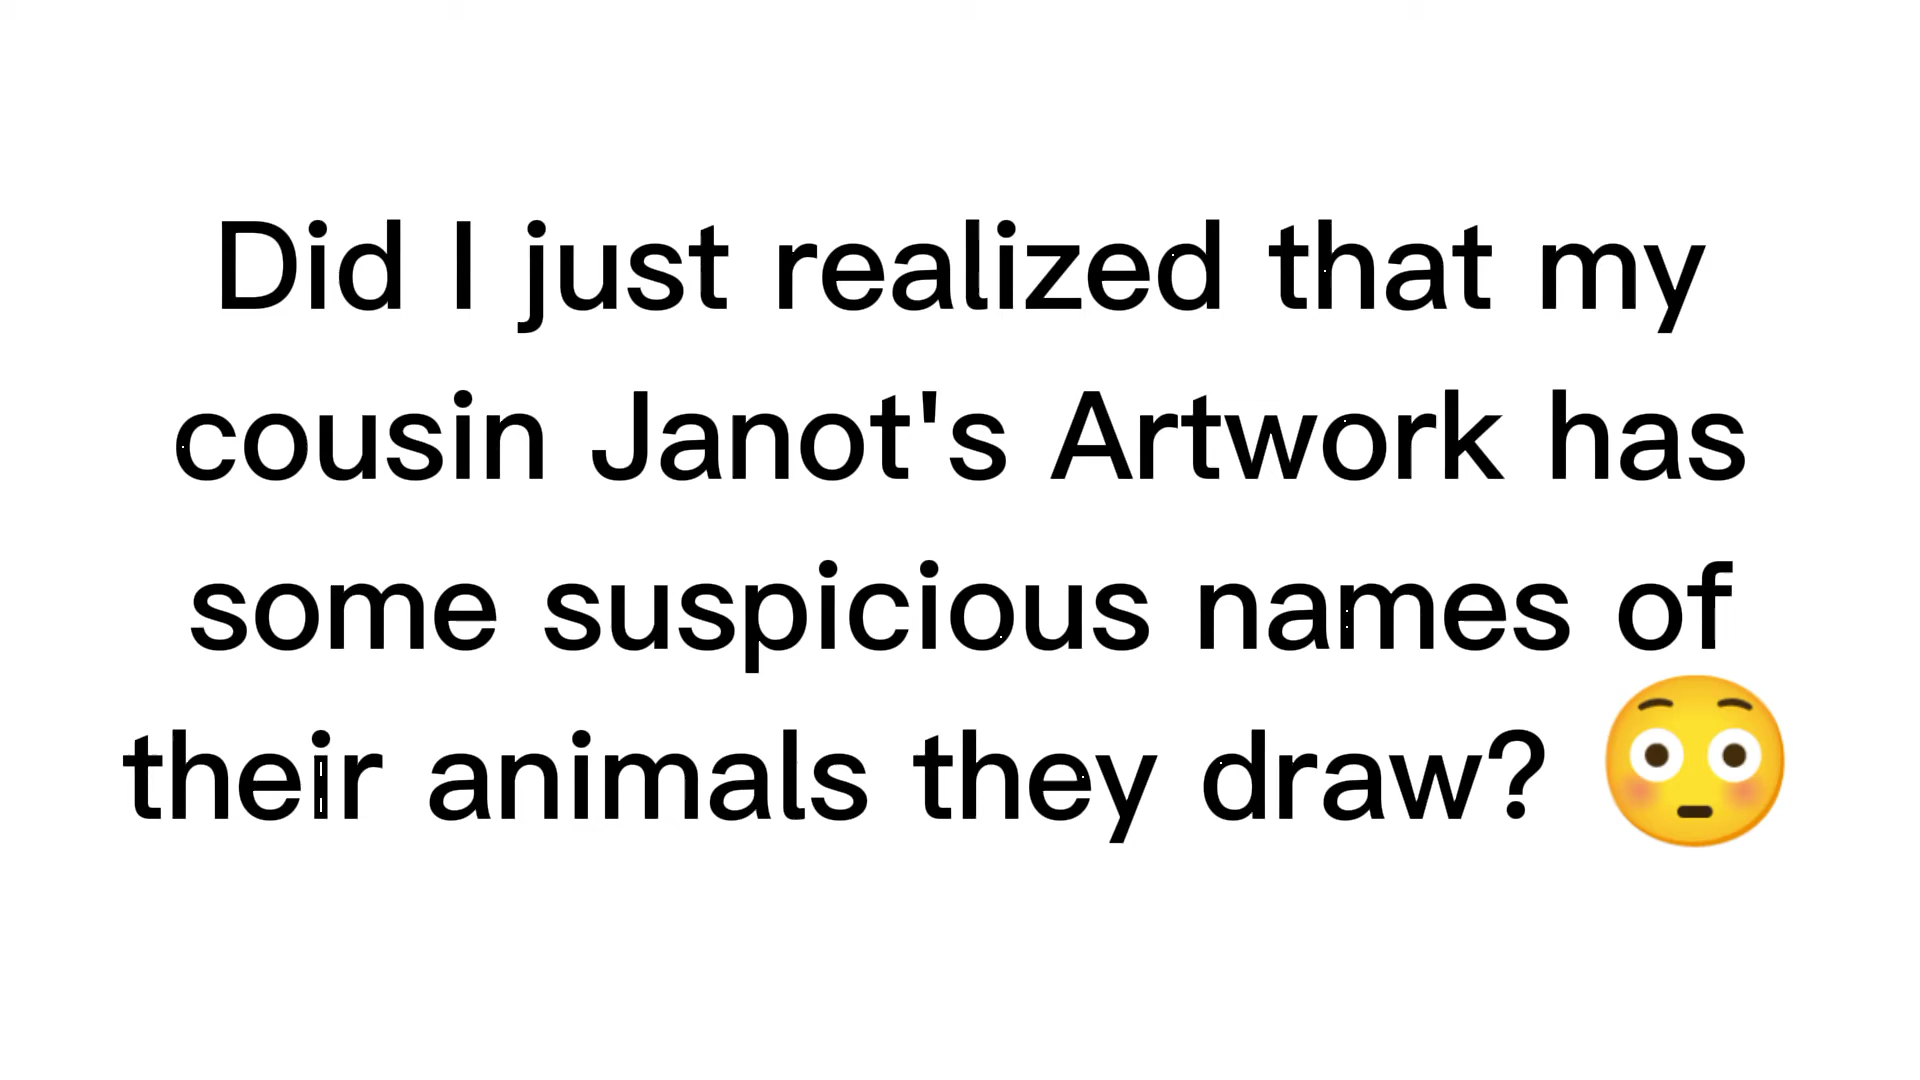 Did I just realized that my
cousin Janot's Artwork has
some suspicious names of
their animals they draw? 😳